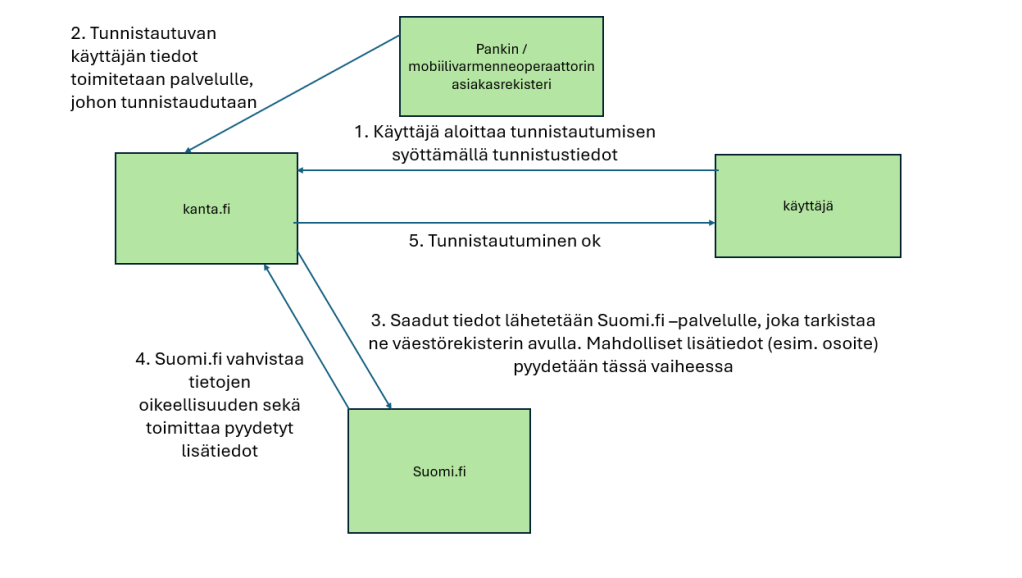 2. Tunnistautuvan
käyttäjän tiedot
toimitetaan palvelulle,
johon tunnistaudutaan
Pankin /
mobiilivarmenneoperaattorin
asiakasrekisteri
1. Käyttäjä aloittaa tunnistautumisen
syöttämällä tunnistustiedot
kanta.fi
käyttäjä
5. Tunnistautuminen ok
3. Saadut tiedot lähetetään Suomi.fi –palvelulle, joka tarkistaa
ne väestörekisterin avulla. Mahdolliset lisätiedot (esim. osoite)
pyydetään tässä vaiheessa
4. Suomi.fi vahvistaa
tietojen
oikeellisuuden sekä
toimittaa pyydetyt
lisätiedot
Suomi.fi